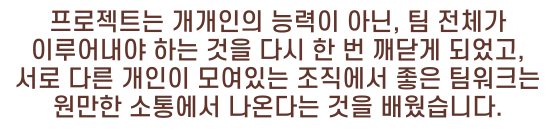 프로젝트는 개개인의 능력이 아닌, 팀 전체가
이루어내야 하는 것을 다시 한 번 깨닫게 되었고,
서로 다른 개인이 모여있는 조직에서 좋은 팀워크는
원만한 소통에서 나온다는 것을 배웠습니다.